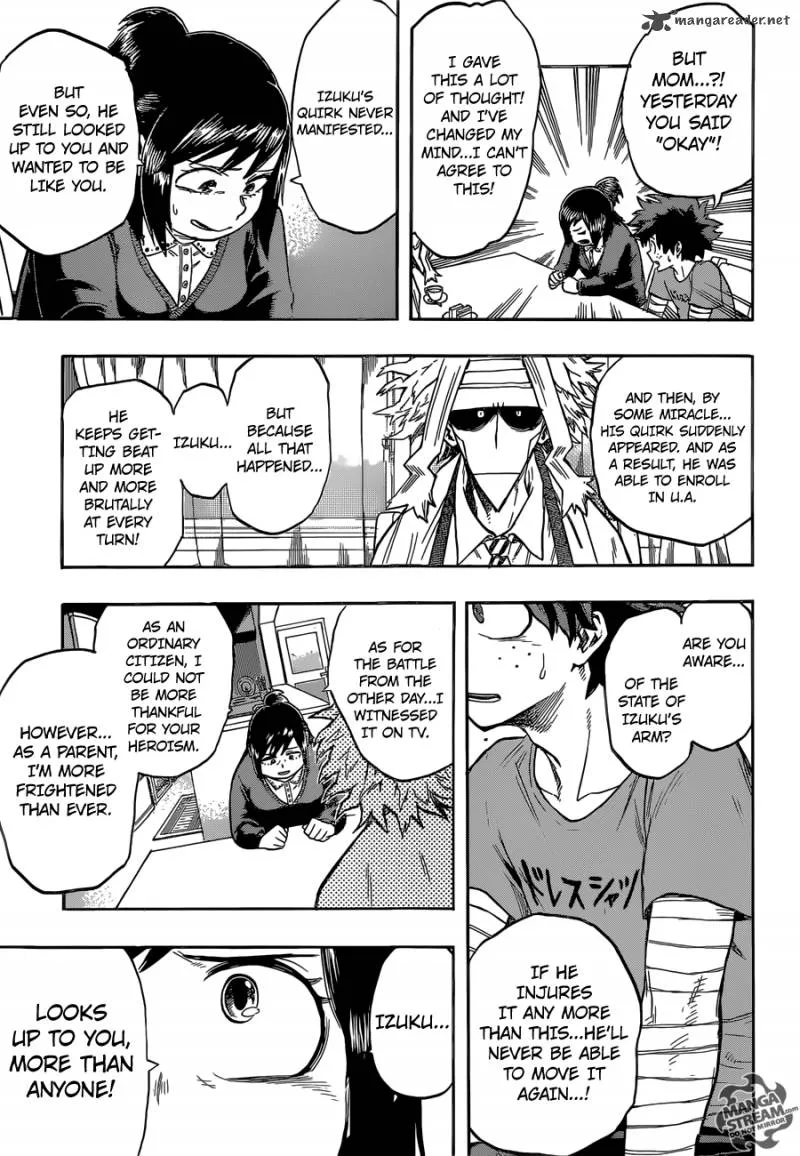 mangareader.net
BUT
MOM...?!
YESTERDAY
YOU SAID
"OKAY"!
I GAVE
THIS A LOT
OF THOUGHT!
AND I'VE
CHANGED MY
MIND...I CAN'T
AGREE TO
THIS!
IZUKU'S
QUIRK NEVER
MANIFESTED...
BUT
EVEN SO, HE
STILL LOOKED
UP TO YOU AND
WANTED TO BE
LIKE YOU.
AND THEN, BY
SOME MIRACLE...
HIS QUIRK SUDDENLY
APPEARED. AND AS
A RESULT, HE WAS
ABLE TO ENROLL
IN U.A.
BUT
BECAUSE
ALL THAT
HAPPENED...
IZUKU...
HE
KEEPS GET-
TING BEAT
UP MORE
AND MORE
BRUTALLY
AT EVERY
TURN!
ARE YOU
AWARE...
OF THE
STATE OF
IZUKU'S
ARM?
ドレスシャツ
IF HE
INJURES
IT ANY MORE
THAN THIS...HE'LL
NEVER BE ABLE
TO MOVE IT
AGAIN...!
AS FOR
THE BATTLE
FROM THE
OTHER DAY...I
WITNESSED
IT ON TV.
AS AN
ORDINARY
CITIZEN, I
COULD NOT
BE MORE
THANKFUL
FOR YOUR
HEROISM.
HOWEVER...
AS A PARENT,
I'M MORE
FRIGHTENED
THAN EVER.
IZUKU...
LOOKS
UP TO YOU,
MORE THAN
ANYONE!
MANGA
STREAM.com
DO NOT MIRROR!